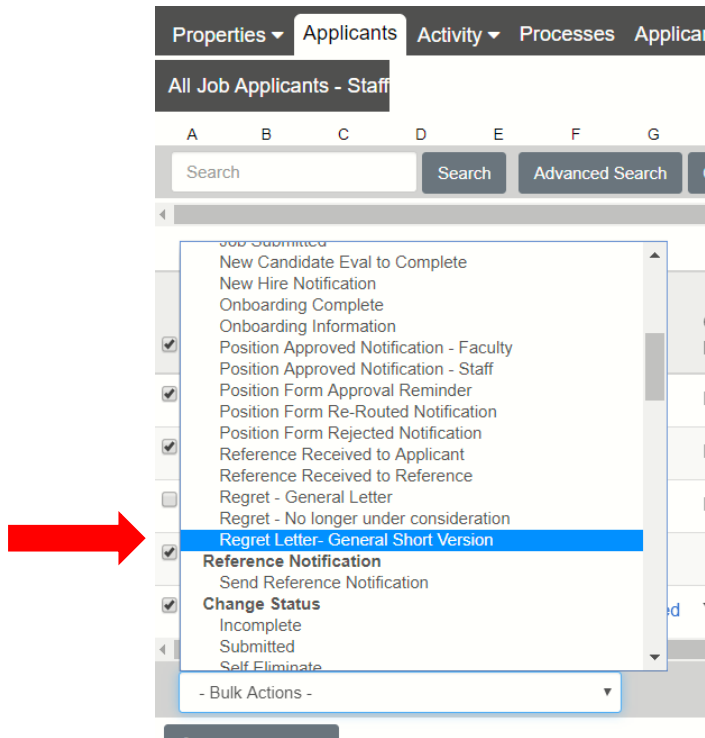 Properties ▾ Applicants Activity ▾ Processes Applica
All Job Applicants - Staff
A B C D E F G
Search Search Advanced Search
Job Submitted
New Candidate Eval to Complete
New Hire Notification
Onboarding Complete
Onboarding Information
Position Approved Notification - Faculty
Position Approved Notification - Staff
Position Form Approval Reminder
Position Form Re-Routed Notification
Position Form Rejected Notification
Reference Received to Applicant
Reference Received to Reference
Regret - General Letter
Regret - No longer under consideration
Regret Letter- General Short Version
Reference Notification
Send Reference Notification
Change Status
Incomplete
Submitted
Self Eliminate
ed
- Bulk Actions -